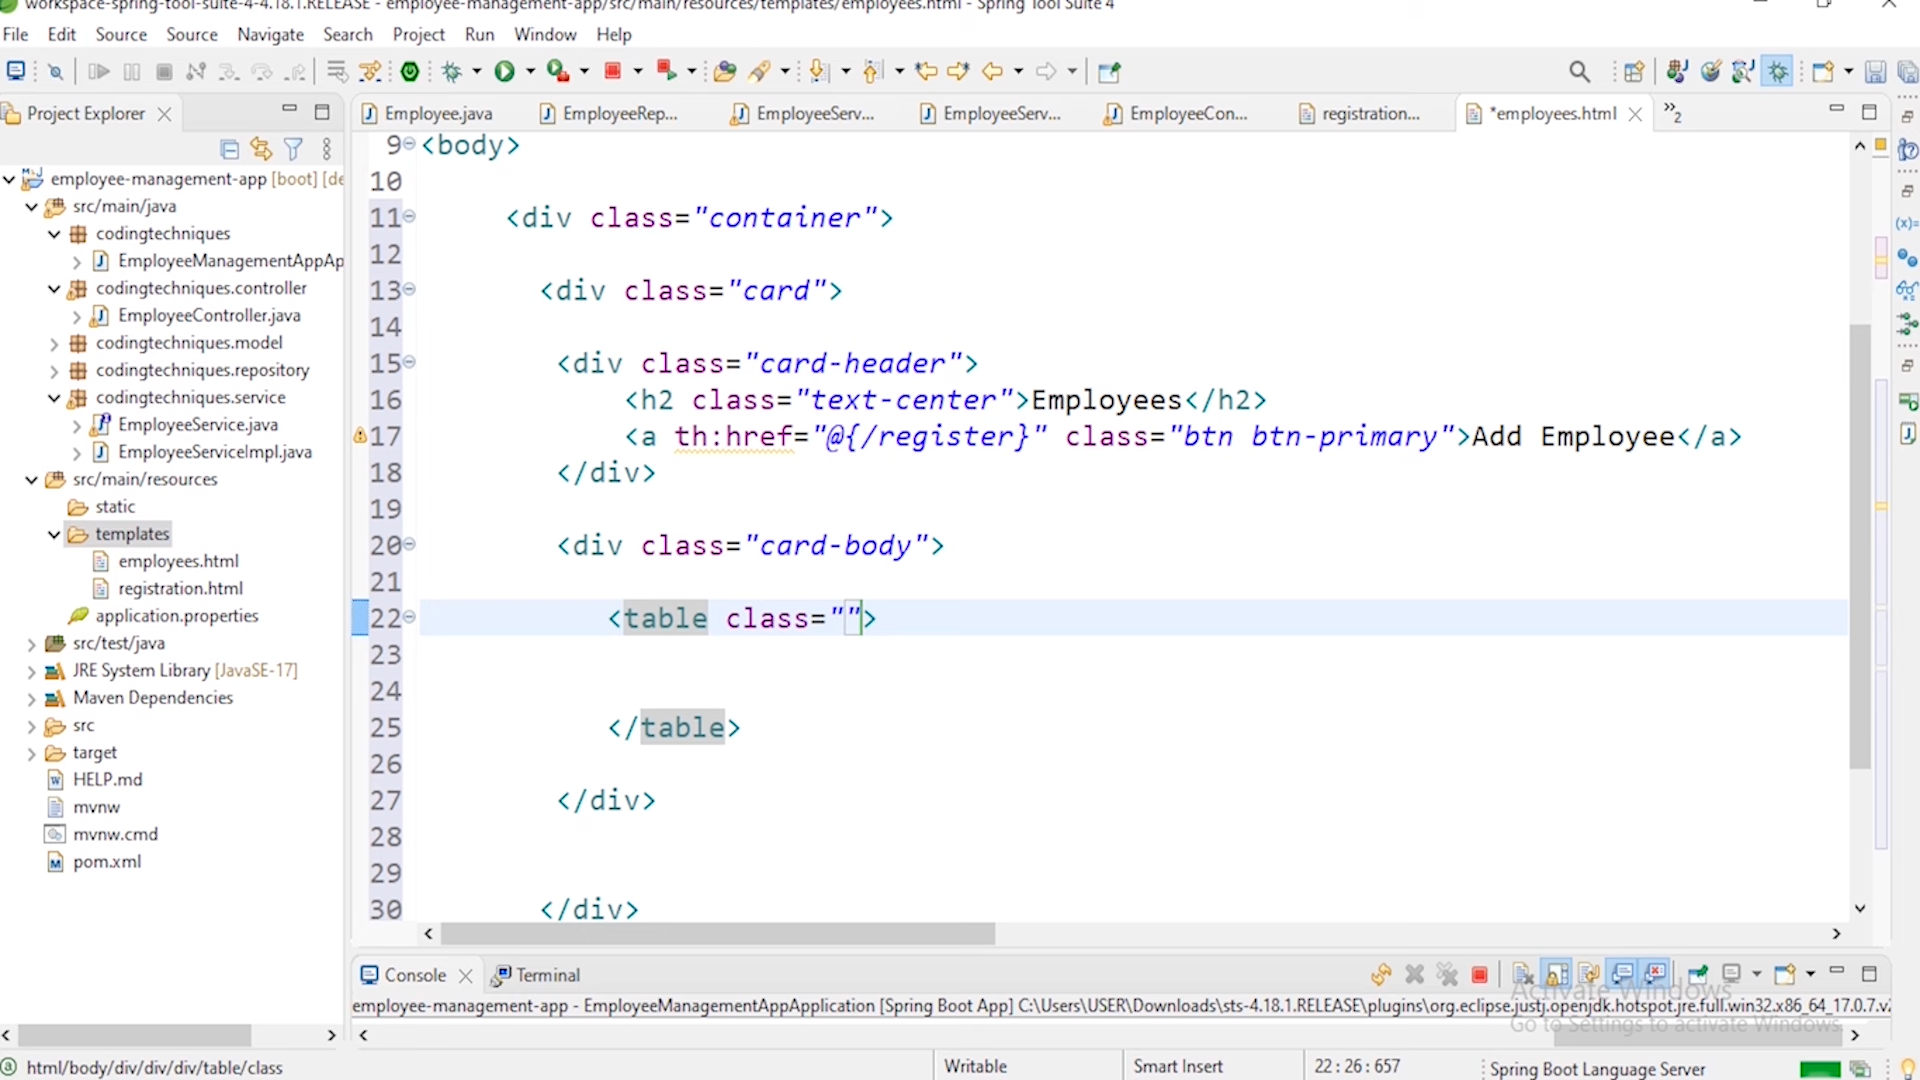 workspace-spring-tool-suite-4-4.18.1.RELEASE - employee-management-app/src/main/resources/templates/employees.html - Spring Tool Suite 4
File Edit Source Source Navigate Search Project Run Window Help
Project Explorer
Employee.java EmployeeRep... EmployeeServ... EmployeeServ... EmployeeCon... registration... *employees.html »2
employee-management-app [boot] [de
src/main/java
codingtechniques
EmployeeManagementAppAp
codingtechniques.controller
EmployeeController.java
codingtechniques.model
codingtechniques.repository
codingtechniques.service
EmployeeService.java
EmployeeServiceImpl.java
src/main/resources
static
templates
employees.html
registration.html
application.properties
src/test/java
JRE System Library [JavaSE-17]
Maven Dependencies
src
target
HELP.md
mvnw
mvnw.cmd
pom.xml
9 <body>
10
11 <div class="container">
12
13 <div class="card">
14
15 <div class="card-header">
16 <h2 class="text-center">Employees</h2>
17 <a th:href="@{/register}" class="btn btn-primary">Add Employee</a>
18 </div>
19
20 <div class="card-body">
21
22 <table class="">
23
24
25 </table>
26
27 </div>
28
29
30 </div>
Console Terminal
employee-management-app - EmployeeManagementAppApplication [Spring Boot App] C:\Users\USER\Downloads\sts-4.18.1.RELEASE\plugins\org.eclipse.justj.openjdk.hotspot.jre.full.win32.x86_64_17.0.7.v
Activate Windows
Go to Settings to activate Windows.
html/body/div/div/div/table/class
Writable
Smart Insert
22 : 26 : 657
Spring Boot Language Server